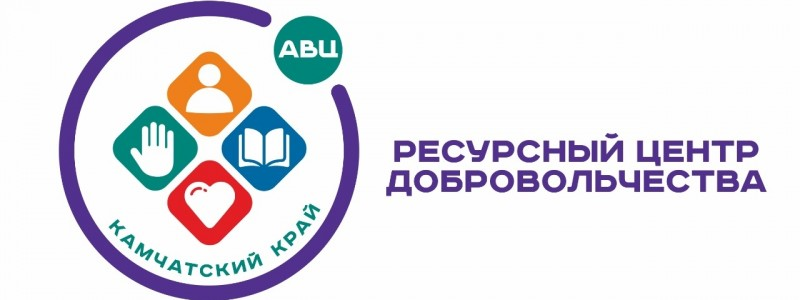 АВЦ
КАМЧАТСКИЙ КРАЙ
РЕСУРСНЫЙ ЦЕНТР
ДОБРОВОЛЬЧЕСТВА